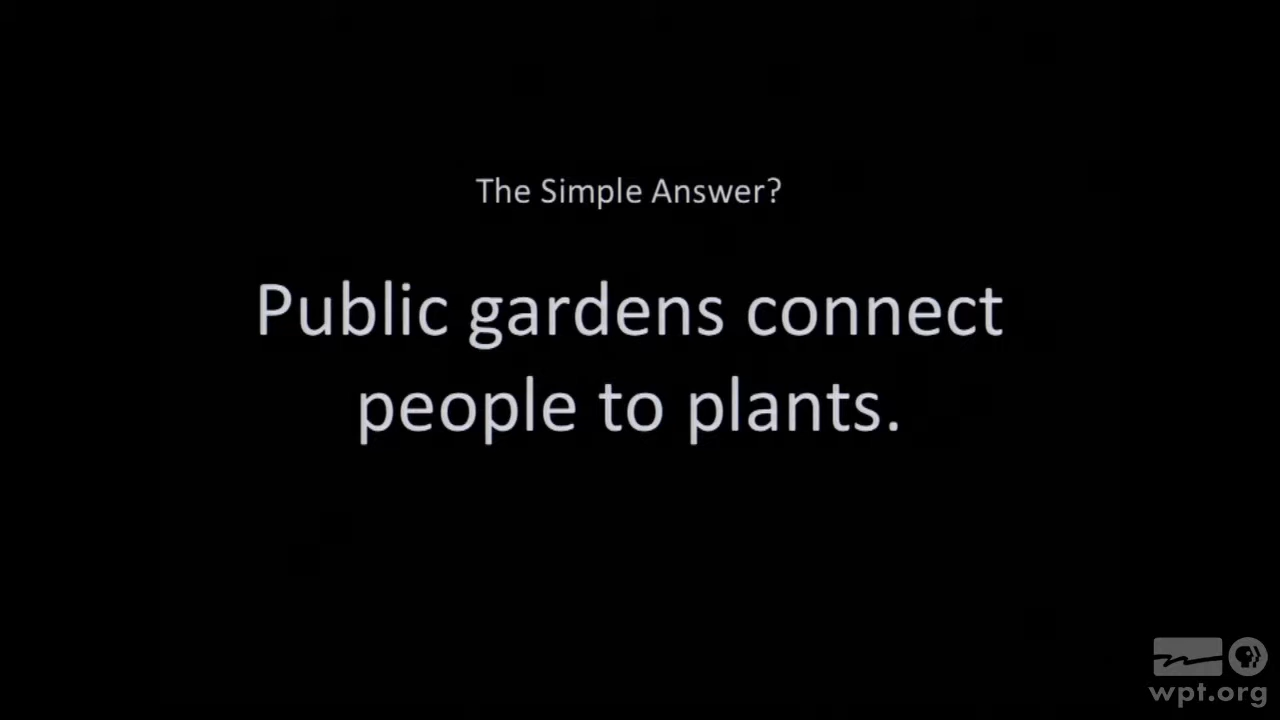 The Simple Answer?
Public gardens connect
people to plants.
wpt.org